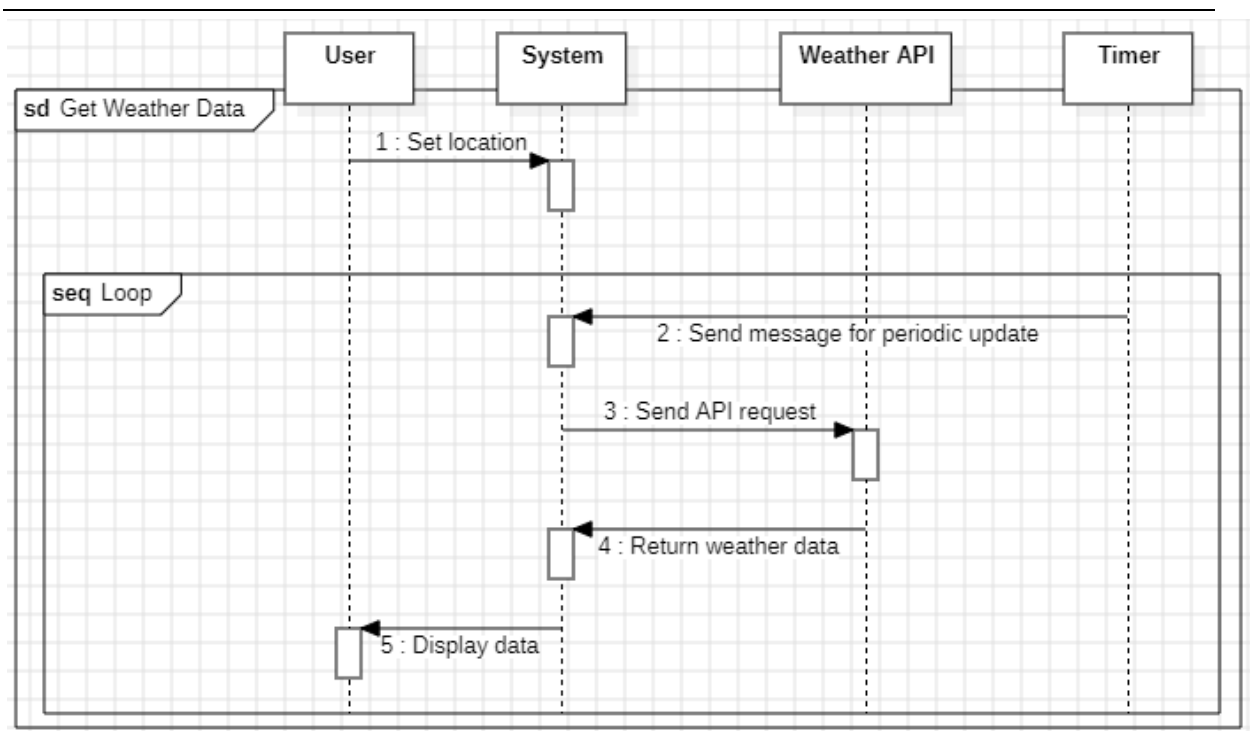 User
System
Weather API
Timer
sd Get Weather Data
1 : Set location
seq Loop
2 : Send message for periodic update
3 : Send API request
4 : Return weather data
5 : Display data